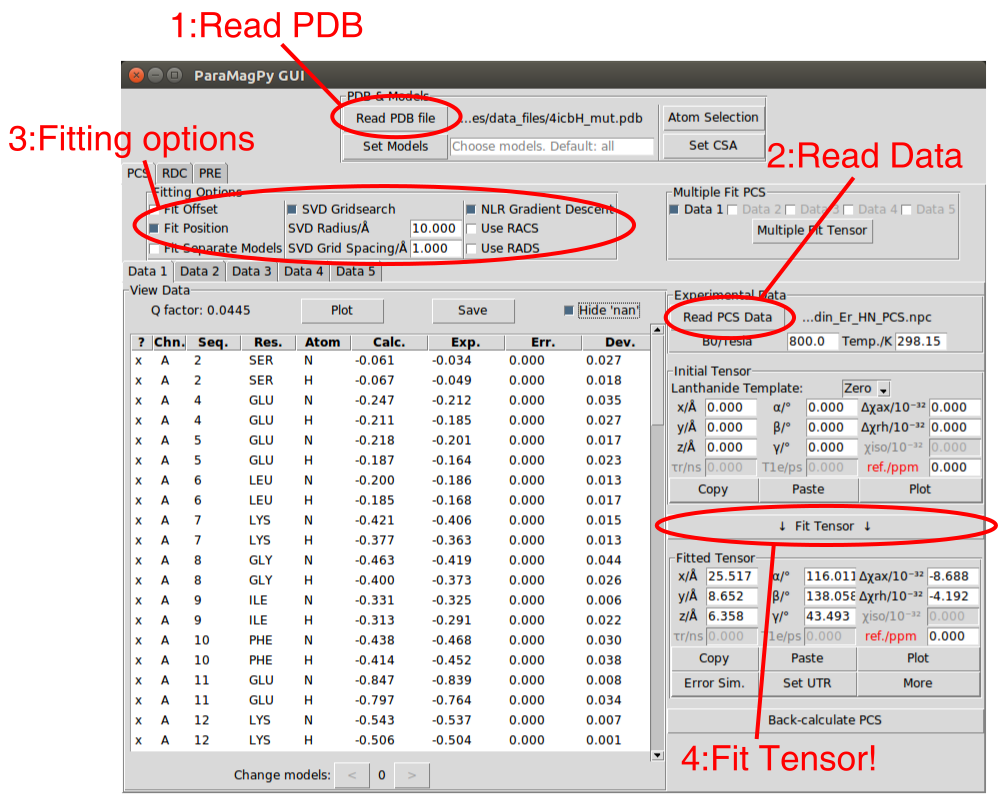 1:Read PDB
ParaMagPy GUI
PDB & Models
Read PDB file ...es/data_files/4icbH_mut.pdb Atom Selection
3:Fitting options
Set Models Choose models. Default: all Set CSA
2:Read Data
PCS RDC PRE
Fitting Options Multiple Fit PCS
Fit Offset SVD Gridsearch NLR Gradient Descent Data 1 Data 2 Data 3 Data 4 Data 5
Fit Position SVD Radius/Å 10.000 Use RACS Multiple Fit Tensor
Fit Separate Models SVD Grid Spacing/Å 1.000 Use RADS
Data 1 Data 2 Data 3 Data 4 Data 5
View Data Experimental Data
Q factor: 0.0445 Plot Save Hide 'nan' Read PCS Data ...din_Er_HN_PCS.npc
B0/Tesla 800.0 Temp./K 298.15
? Chn. Seq. Res. Atom Calc. Exp. Err. Dev.
x A 2 SER N -0.061 -0.034 0.000 0.027
x A 2 SER H -0.067 -0.049 0.000 0.018
x A 4 GLU N -0.247 -0.212 0.000 0.035
x A 4 GLU H -0.211 -0.185 0.000 0.027
x A 5 GLU N -0.218 -0.201 0.000 0.017
x A 5 GLU H -0.187 -0.164 0.000 0.023
x A 6 LEU N -0.200 -0.186 0.000 0.013
x A 6 LEU H -0.185 -0.168 0.000 0.017
x A 7 LYS N -0.421 -0.406 0.000 0.015
x A 7 LYS H -0.377 -0.363 0.000 0.013
x A 8 GLY N -0.463 -0.419 0.000 0.044
x A 8 GLY H -0.400 -0.373 0.000 0.026
x A 9 ILE N -0.331 -0.325 0.000 0.006
x A 9 ILE H -0.313 -0.291 0.000 0.022
x A 10 PHE N -0.438 -0.468 0.000 0.030
x A 10 PHE H -0.414 -0.452 0.000 0.038
x A 11 GLU N -0.847 -0.839 0.000 0.008
x A 11 GLU H -0.797 -0.764 0.000 0.034
x A 12 LYS N -0.543 -0.537 0.000 0.007
x A 12 LYS H -0.506 -0.504 0.000 0.001
Change models: < 0 >
Initial Tensor
Lanthanide Template: Zero
x/Å 0.000 α/° 0.000 Δχax/10⁻³² 0.000
y/Å 0.000 β/° 0.000 Δχrh/10⁻³² 0.000
z/Å 0.000 γ/° 0.000 χiso/10⁻³² 0.000
τr/ns 0.000 T1e/ps 0.000 ref./ppm 0.000
Copy Paste Plot
↓ Fit Tensor ↓
Fitted Tensor
x/Å 25.517 α/° 116.011 Δχax/10⁻³² -8.688
y/Å 8.652 β/° 138.058 Δχrh/10⁻³² -4.192
z/Å 6.358 γ/° 43.493 χiso/10⁻³² 0.000
τr/ns 0.000 T1e/ps 0.000 ref./ppm 0.000
Copy Paste Plot
Error Sim. Set UTR More
Back-calculate PCS
4:Fit Tensor!